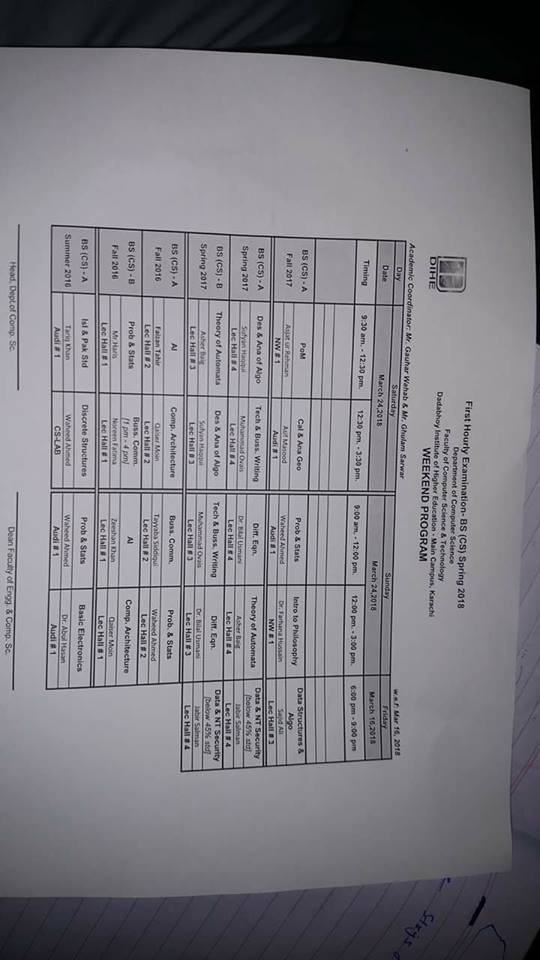 First Hourly Examination- BS (CS) Spring 2018
Department of Computer Science
Faculty of Computer Science & Technology
Dadabhoy Institute of Higher Education - Main Campus, Karachi
WEEKEND PROGRAM
DIHE
Academic Coordinator: Mr. Gauhar Wahab & Mr. Ghulam Sarwar
w.e.f: Mar 16, 2018
Day Saturday Sunday Friday
Date March 24,2018 March 24,2018 March 16,2018
Timing 9:30 am. - 12:30 pm. 12:30 pm - 3:30 pm. 9:00 am. - 12:00 pm. 12:00 pm. - 3:00 pm. 6:00 pm - 9:00 pm
BS (CS) - A PoM Cal & Ana Geo Prob & Stats Intro to Philosophy Data Structures & Algo
Fall 2017 Asjat ur Rehman Asif Masood Waheed Ahmed Dr. Farhana Hussain Sajid Ali
NW # 1 Audi # 1 Audi # 1 NW # 1 Lec Hall # 3
BS (CS) - A Des & Ana of Algo Tech & Buss. Writing Diff. Eqn. Theory of Automata Data & NT Security [below 45% std]
Spring 2017 Sufyan Haqqui Muhammad Ovais Dr. Bilal Usmani Asher Baig Jabir Salman
Lec Hall # 4 Lec Hall # 4 Lec Hall # 4 Lec Hall # 4 Lec Hall # 4
BS (CS) - B Theory of Automata Des & Ana of Algo Tech & Buss. Writing Diff. Eqn. Data & NT Security [below 45% std]
Spring 2017 Asher Baig Sufyan Haqqui Muhammad Ovais Dr. Bilal Usmani Jabir Salman
Lec Hall # 3 Lec Hall # 3 Lec Hall # 3 Lec Hall # 3 Lec Hall # 4
BS (CS) - A AI Comp. Architecture Buss. Comm. Prob. & Stats
Fall 2016 Faizan Tahir Qaiser Moin Tayyaba Siddiqui Waheed Ahmed
Lec Hall # 2 Lec Hall # 2 Lec Hall # 2 Lec Hall # 2
BS (CS) - B Prob & Stats Buss. Comm. [1 pm - 4 pm] AI Comp. Architecture
Fall 2016 Mr.Haris Noreen Fatima Zeeshan Khan Qaiser Moin
Lec Hall # 1 Lec Hall # 1 Lec Hall # 1 Lec Hall # 1
BS (CS) - A Isl & Pak Std Discrete Structures Prob & Stats Basic Electronics
Summer 2016 Tariq Khan Waheed Ahmed Waheed Ahmed Dr. Abul Hasan
Audi # 1 CS-LAB Audi # 1 Audi # 1
Head, Dept.of Comp. Sc. Dean Faculty of Engg. & Comp. Sc.